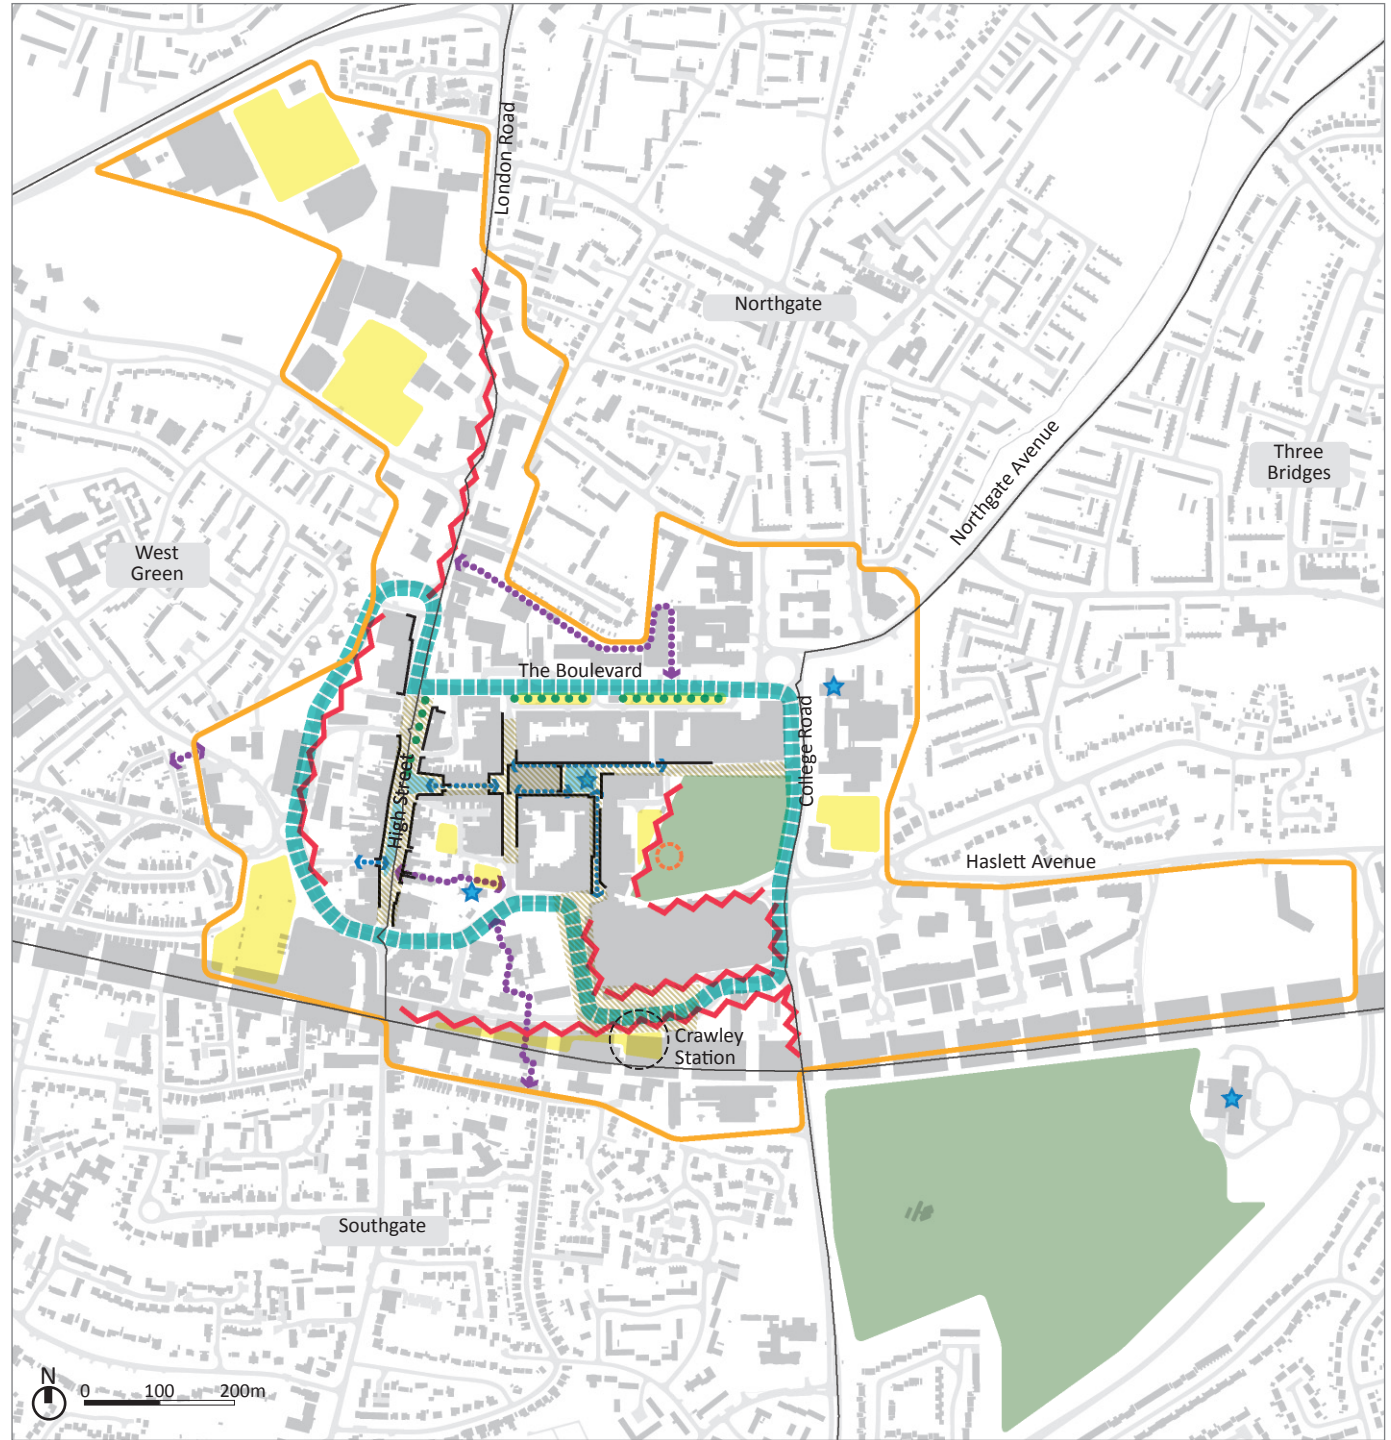 London Road
Northgate
Northgate Avenue
Three
Bridges
West
Green
The Boulevard
College Road
High Street
Haslett Avenue
Crawley
Station
Southgate
N
0 100 200m